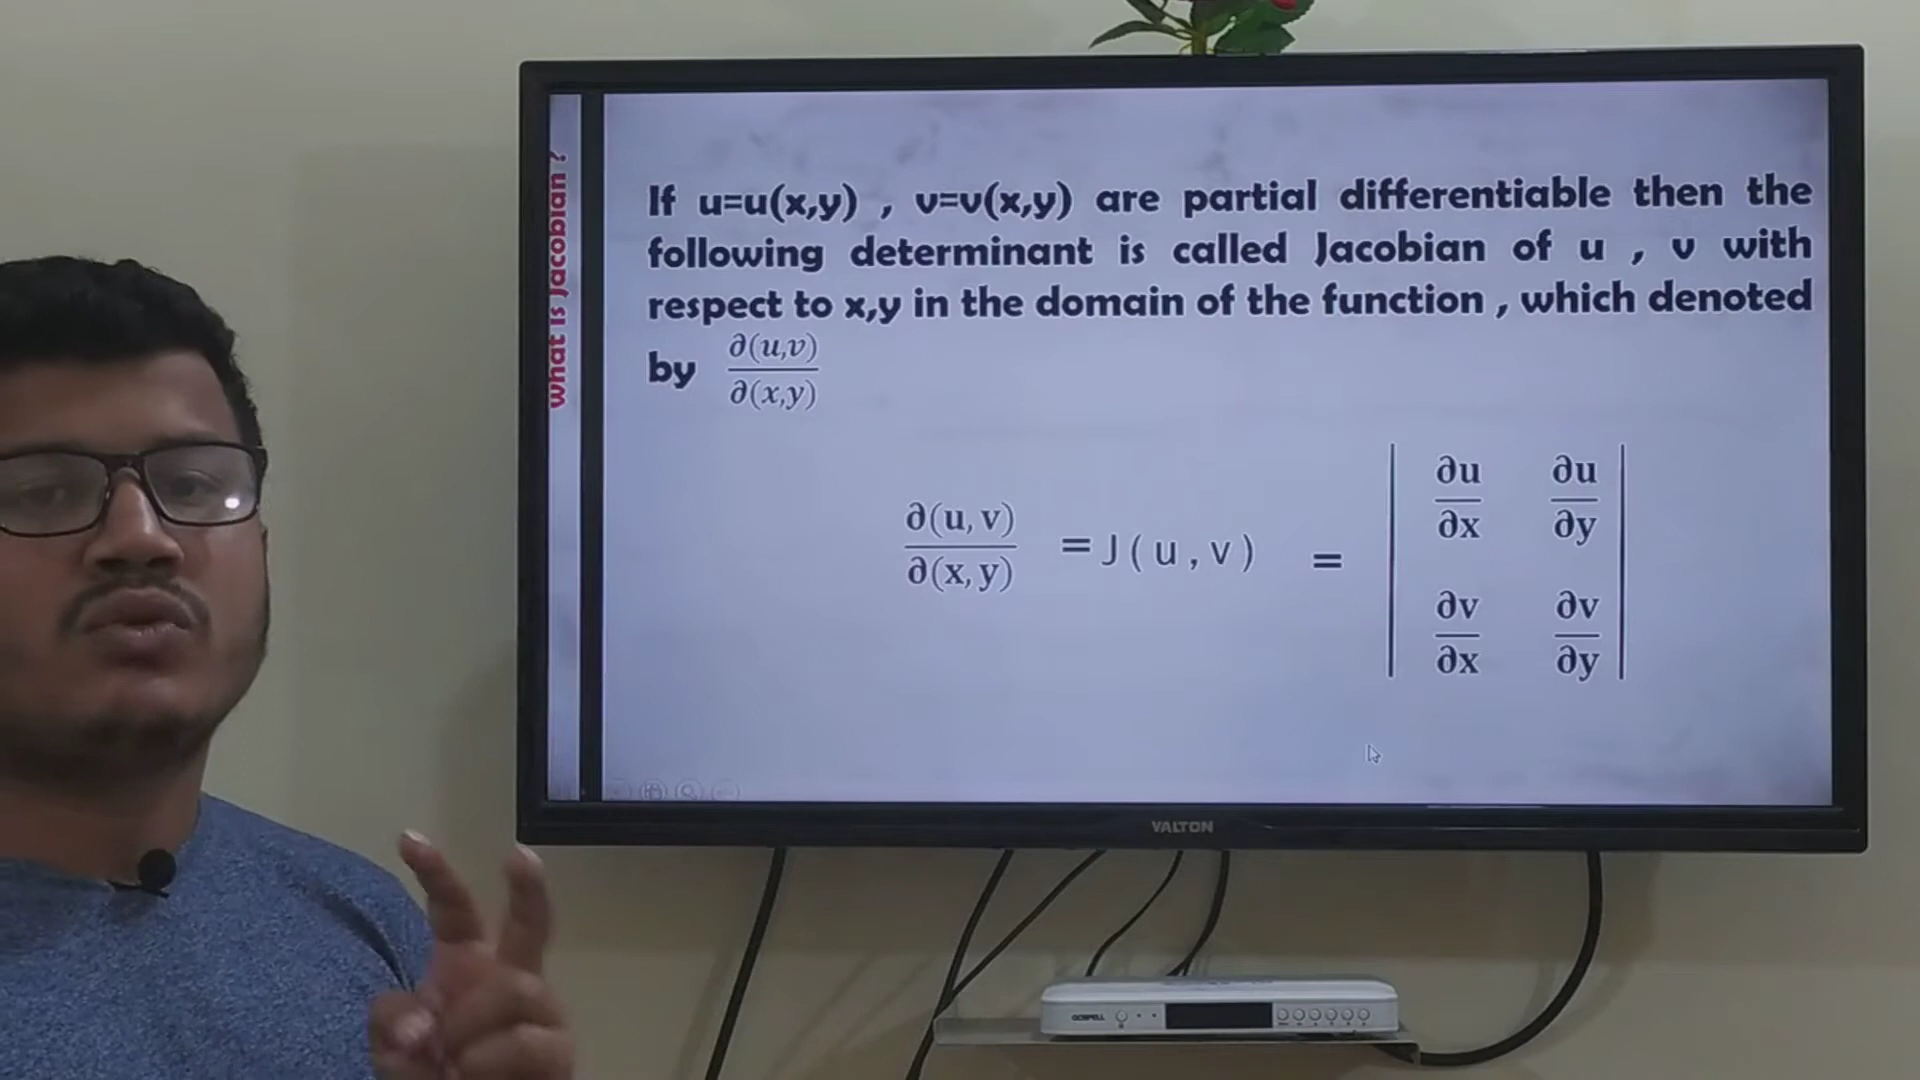 What is Jacobian ?
If u=u(x,y) , v=v(x,y) are partial differentiable then the
following determinant is called Jacobian of u , v with
respect to x,y in the domain of the function , which denoted
by ∂(u,v)/∂(x,y)
∂(u,v)/∂(x,y) =J(u,v) = | ∂u/∂x ∂u/∂y |
| ∂v/∂x ∂v/∂y |
VALTON
GOSPELL